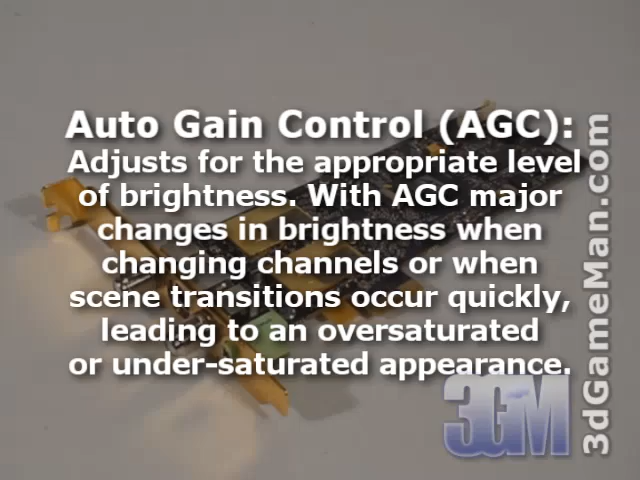 Auto Gain Control (AGC):
Adjusts for the appropriate level
of brightness. With AGC major
changes in brightness when
changing channels or when
scene transitions occur quickly,
leading to an oversaturated
or under-saturated appearance.
3GM
3dGameMan.com